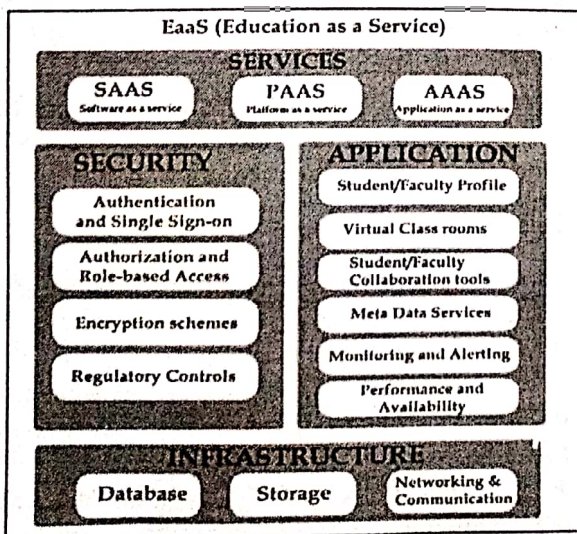 EaaS (Education as a Service)
SERVICES
SAAS
Software as a service
PAAS
Platform as a service
AAAS
Application as a service
SECURITY
Authentication
and Single Sign-on
Authorization and
Role-based Access
Encryption schemes
Regulatory Controls
APPLICATION
Student/Faculty Profile
Virtual Class rooms
Student/Faculty
Collaboration tools
Meta Data Services
Monitoring and Alerting
Performance and
Availability
INFRASTRUCTURE
Database
Storage
Networking &
Communication